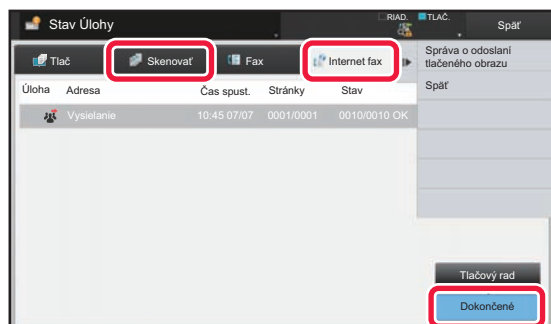 Stav Úlohy
RIAD.
TLAČ.
Späť
Tlač
Skenovať
Fax
Internet fax
Správa o odoslaní
tlačeného obrazu
Späť
Úloha Adresa Čas spust. Stránky Stav
Vysielanie 10:45 07/07 0001/0001 0010/0010 OK
Tlačový rad
Dokončené